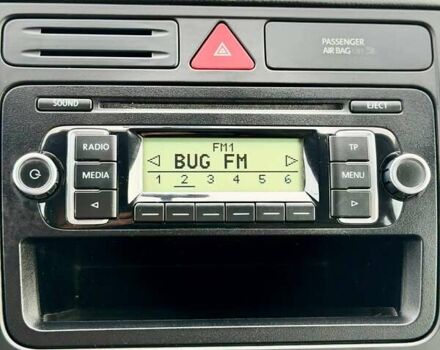 PASSENGER
AIR BAG
SOUND
EJECT
RADIO
FM1
TP
MEDIA
BUG FM
MENU
1 2 3 4 5 6